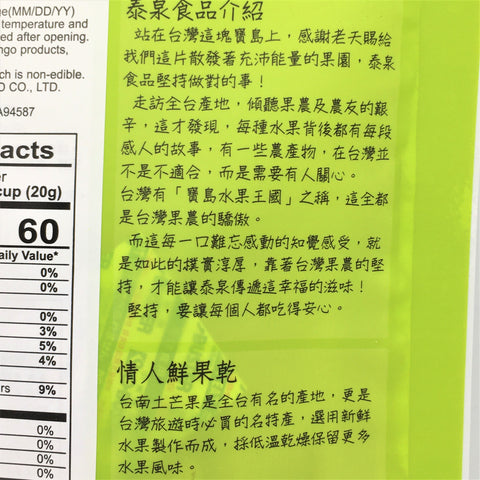 ge(MM/DD/YY)
temperature and
ed after opening.
ngo products,
ch is non-edible.
D CO., LTD.
A94587
acts
er
cup (20g)
60
aily Value*
0%
0%
3%
5%
4%
rs 9%
0%
0%
0%
0%
泰泉食品介紹
站在台灣這塊寶島上，感謝老天賜給
我們這片散發著充沛能量的果園，泰泉
食品堅持做對的事！
走訪全台產地，傾聽果農及農友的艱
辛，這才發現，每種水果背後都有每段
感人的故事，有一些農產物，在台灣並
不是不適合，而是需要有人關心。
台灣有「寶島水果王國」之稱，這全都
是台灣果農的驕傲。
而這每一口難忘感動的知覺感受，就
是如此的撲實淳厚，靠著台灣果農的堅
持，才能讓泰泉傳遞這幸福的滋味！
堅持，要讓每個人都吃得安心。
情人鮮果乾
台南土芒果是全台有名的產地，更是
台灣旅遊時必買的名特產，選用新鮮
水果製作而成，採低溫乾燥保留更多
水果風味。